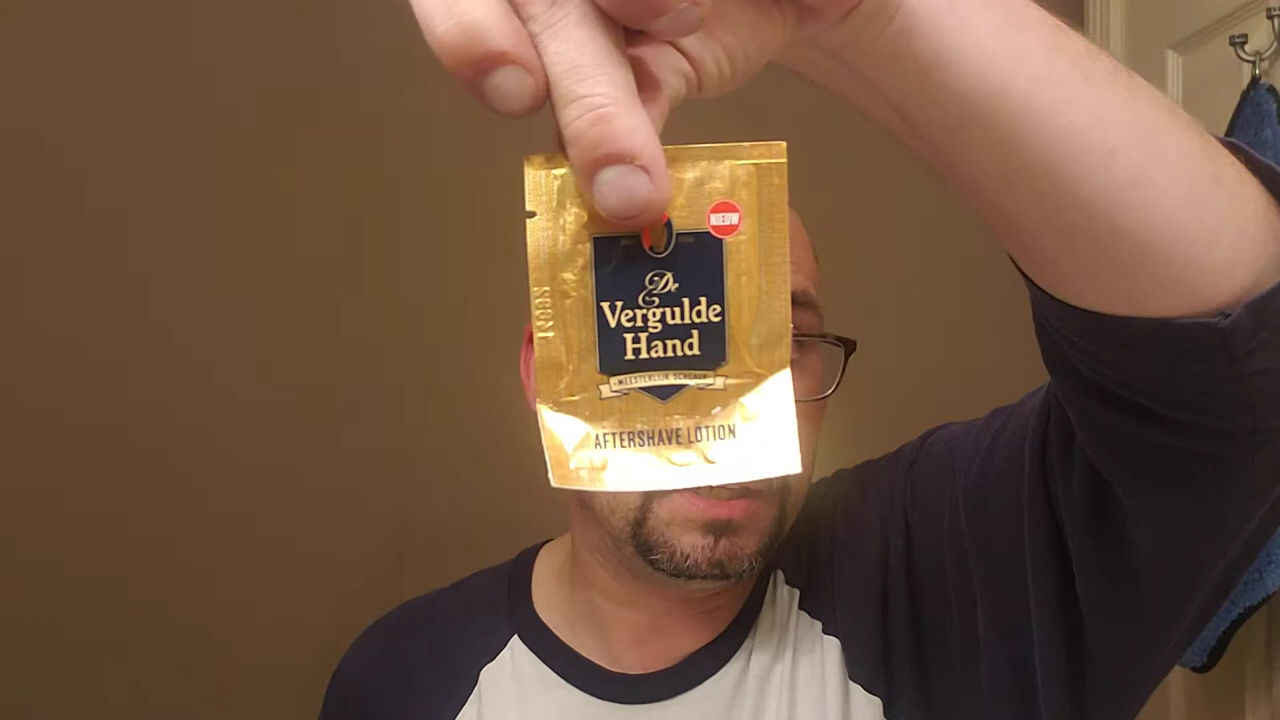 NIEUW
De
Vergulde
Hand
MEESTERLIJK SCHEREN
AFTERSHAVE LOTION